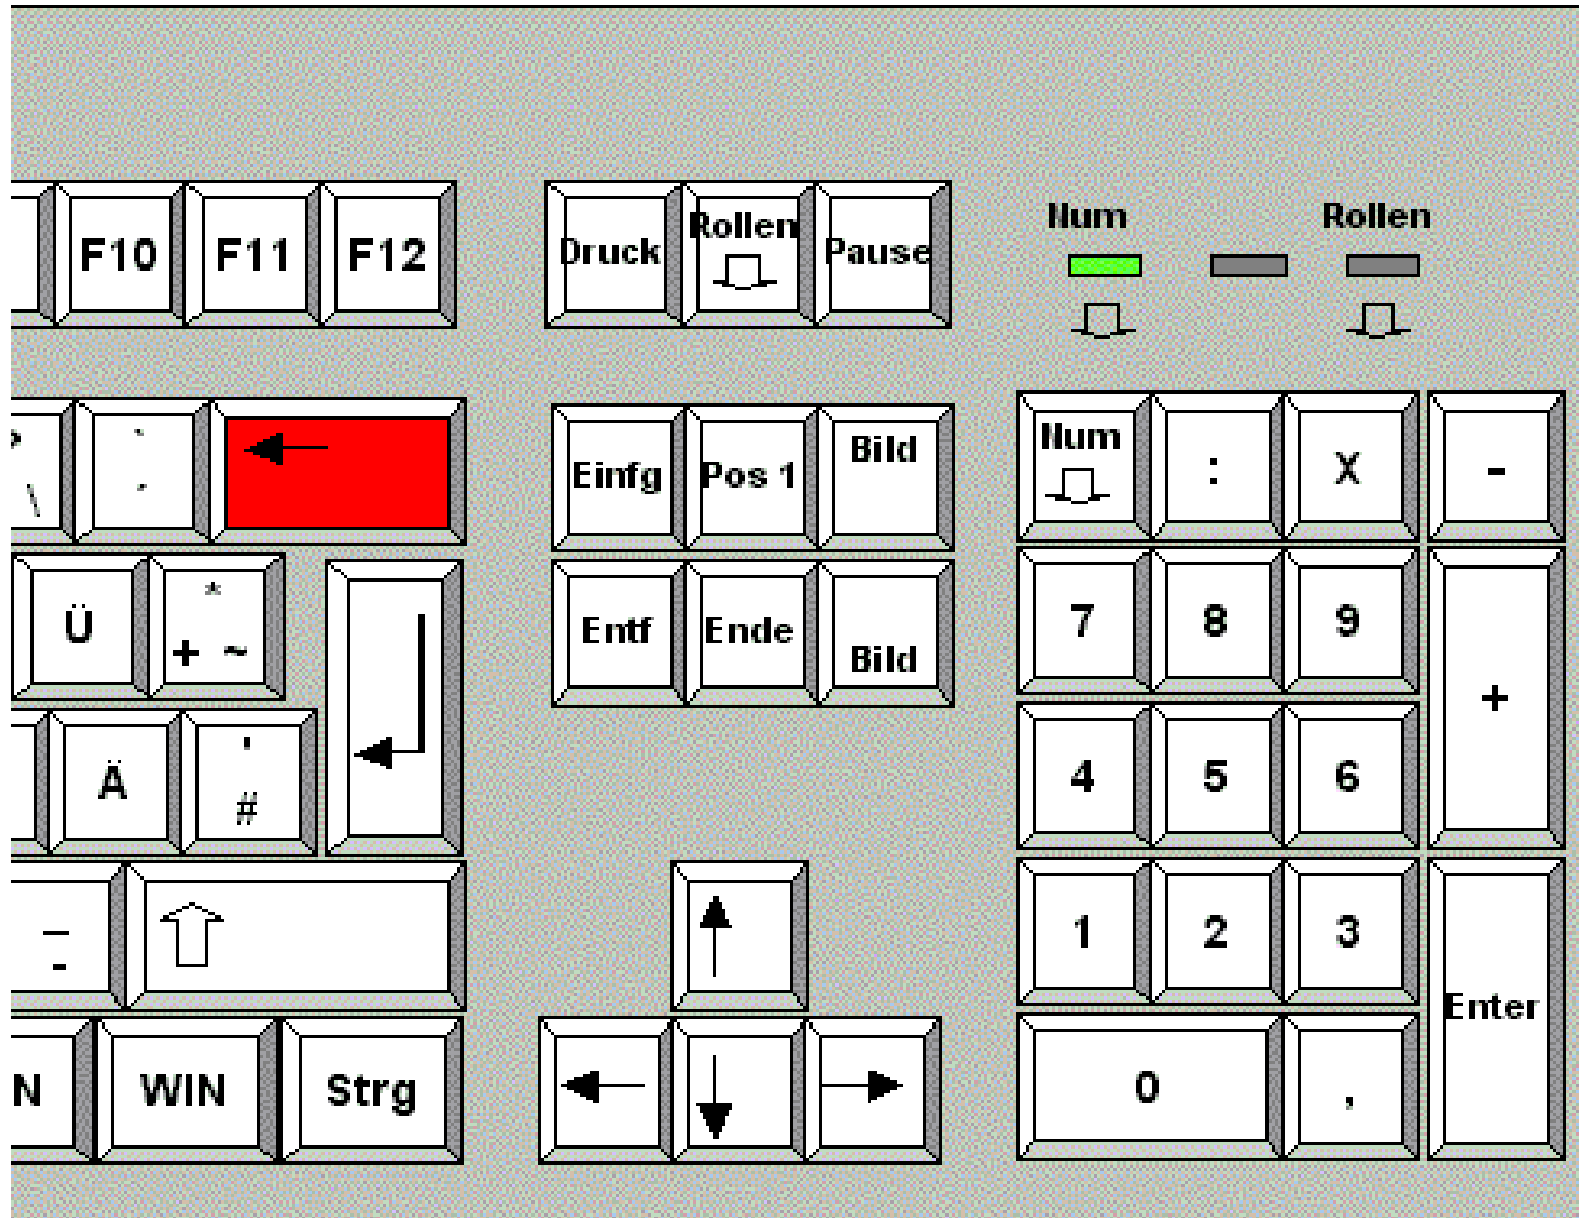 F10 F11 F12 Druck Rollen Pause Num Rollen
\ ` ´ Einfg Pos 1 Bild Num : X -
Ü * + ~ Entf Ende Bild 7 8 9 +
Ä ' # 4 5 6
_ - 1 2 3 Enter
N WIN Strg 0 ,